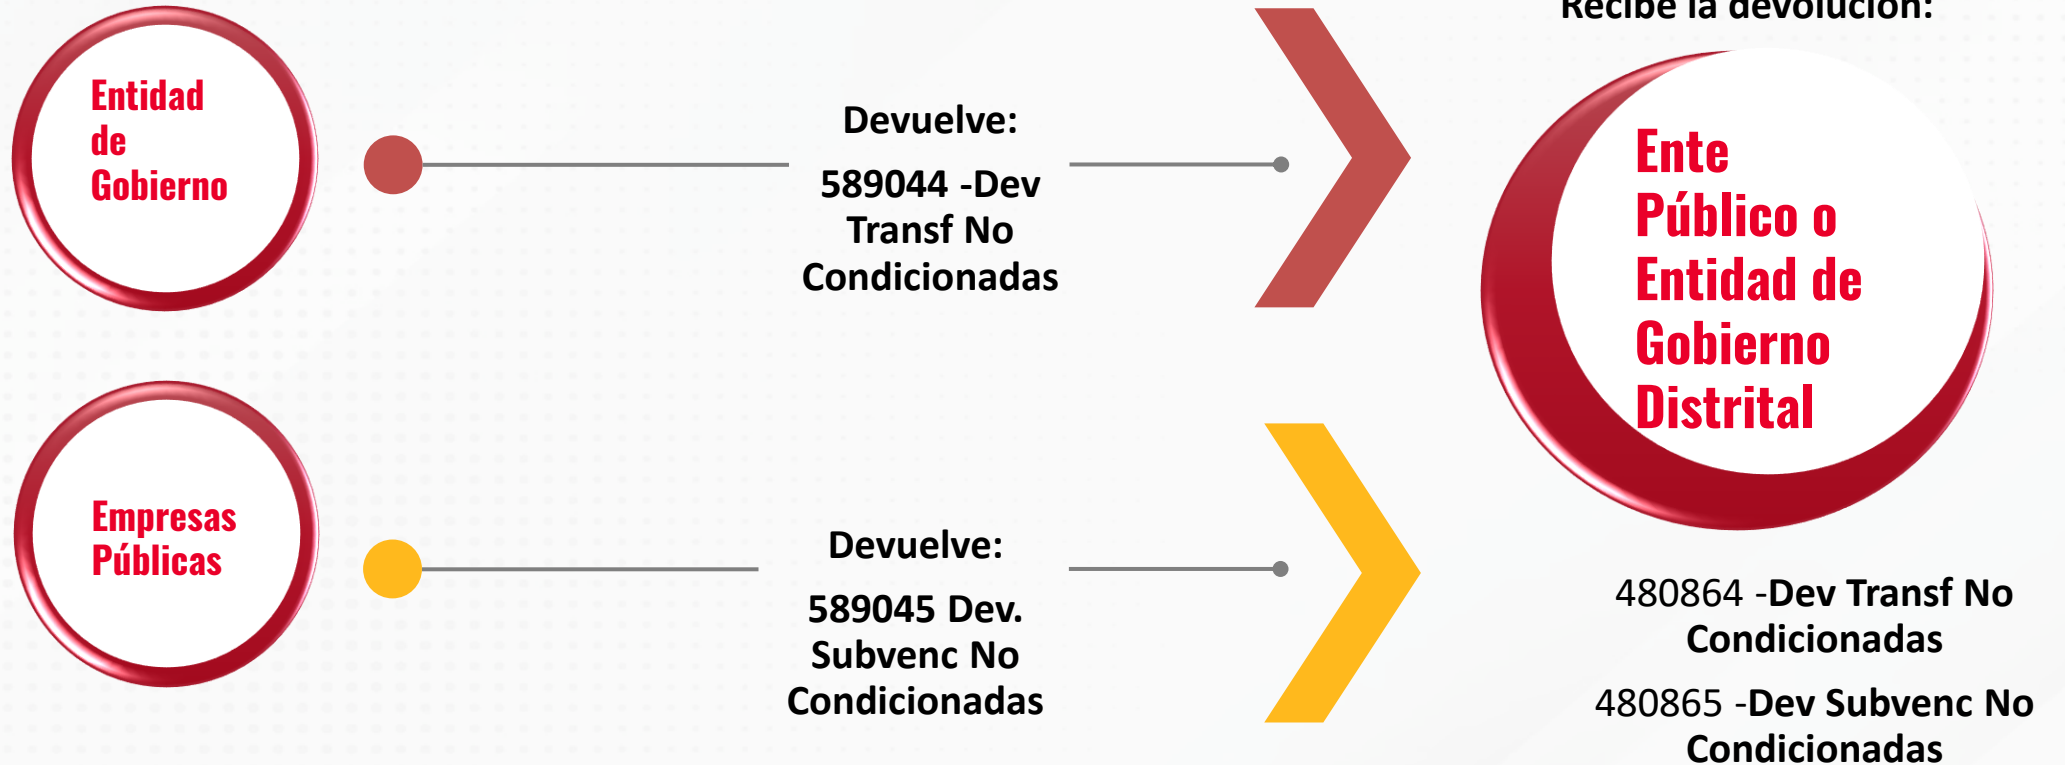 Entidad
de
Gobierno
Devuelve:
589044 -Dev
Transf No
Condicionadas
Empresas
Públicas
Devuelve:
589045 Dev.
Subvenc No
Condicionadas
Recibe la devolución:
Ente
Público o
Entidad de
Gobierno
Distrital
480864 -Dev Transf No
Condicionadas
480865 -Dev Subvenc No
Condicionadas